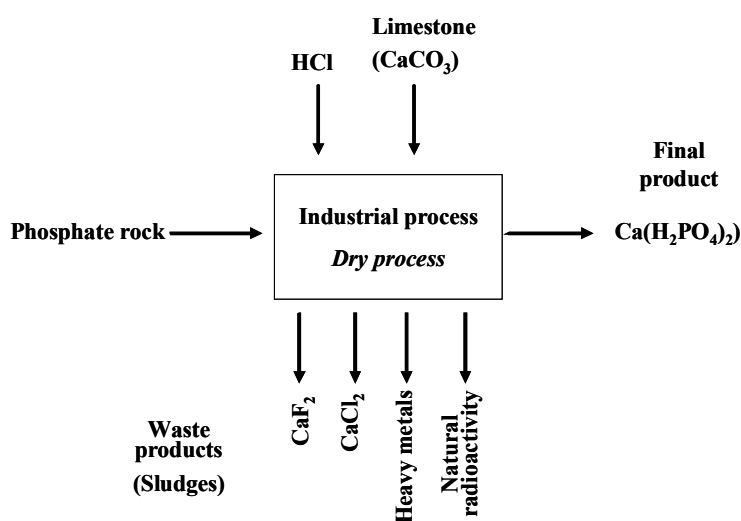 Limestone
HCl
(CaCO₃)
Final
product
Phosphate rock
Industrial process
Dry process
Ca(H₂PO₄)₂)
Waste
products
(Sludges)
CaF₂
CaCl₂
Heavy metals
Natural
radioactivity